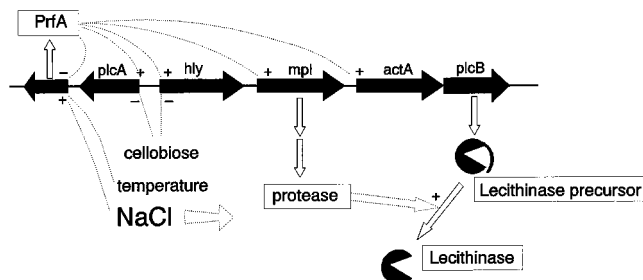 PrfA
− plcA + + hly + mpl + actA plcB
+ − −
cellobiose
temperature
NaCl
protease
+
Lecithinase precursor
Lecithinase